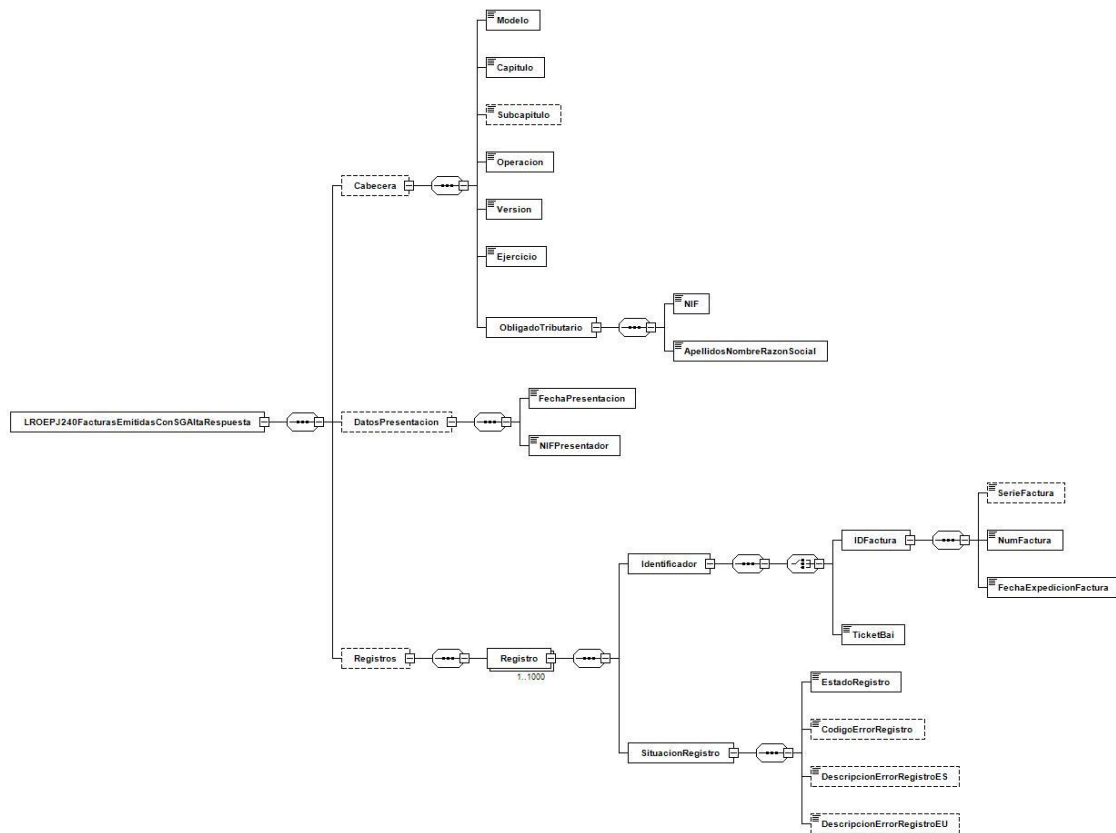 Modelo
Capitulo
Subcapitulo
Operacion
Cabecera
Version
Ejercicio
NIF
ObligadoTributario
ApellidosNombreRazonSocial
FechaPresentacion
LROEPJ240FacturasEmitidasConSGAltaRespuesta
DatosPresentacion
NIFPresentador
SerieFactura
IDFactura
NumFactura
Identificador
FechaExpedicionFactura
TicketBai
Registros
Registro
1..1000
EstadoRegistro
CodigoErrorRegistro
SituacionRegistro
DescripcionErrorRegistroES
DescripcionErrorRegistroEU